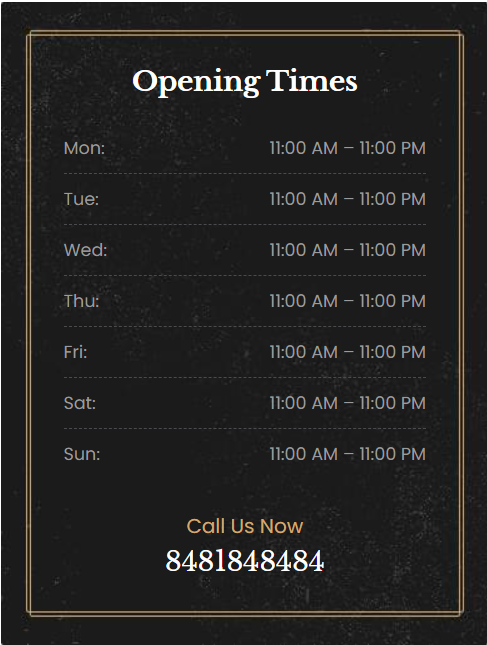 Opening Times
Mon: 11:00 AM – 11:00 PM
Tue: 11:00 AM – 11:00 PM
Wed: 11:00 AM – 11:00 PM
Thu: 11:00 AM – 11:00 PM
Fri: 11:00 AM – 11:00 PM
Sat: 11:00 AM – 11:00 PM
Sun: 11:00 AM – 11:00 PM
Call Us Now
8481848484